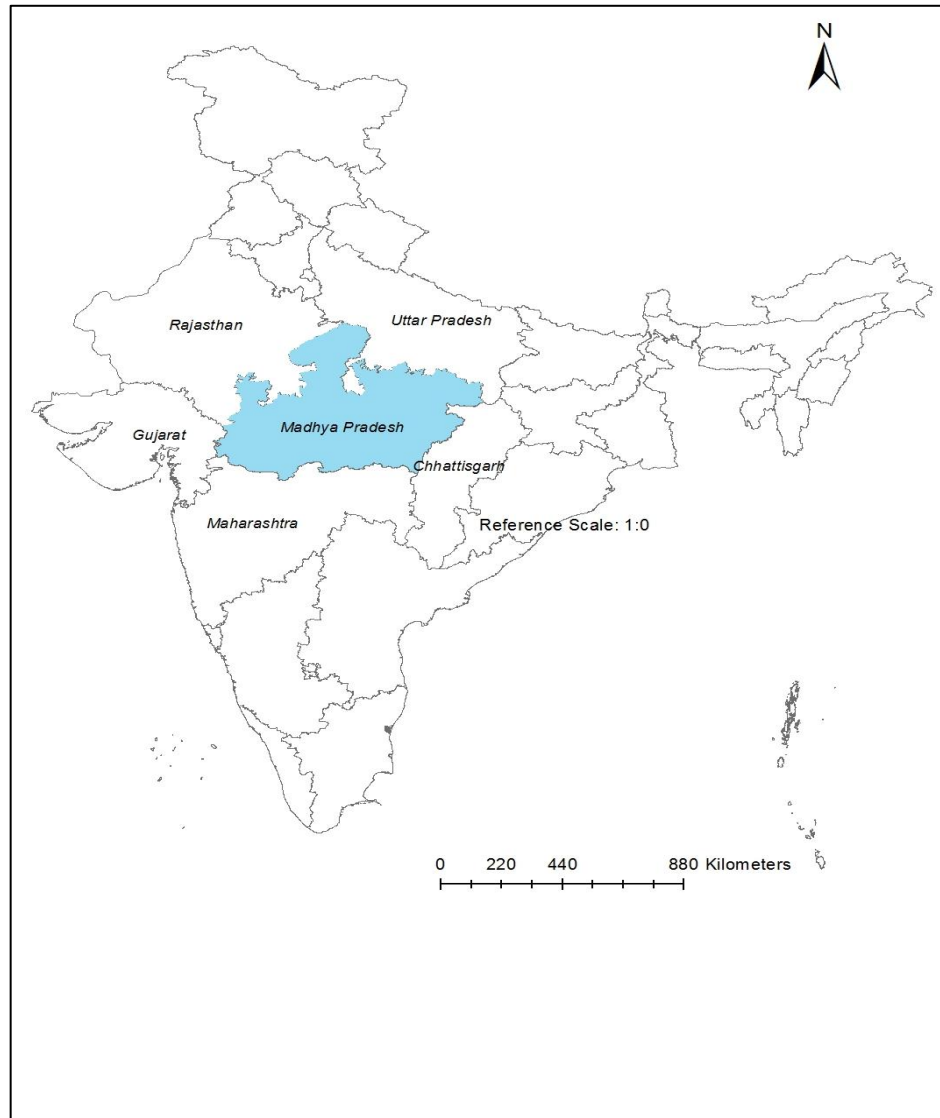 N
Uttar Pradesh
Rajasthan
Madhya Pradesh
Gujarat
Chhattisgarh
Maharashtra
Reference Scale: 1:0
0 220 440 880 Kilometers